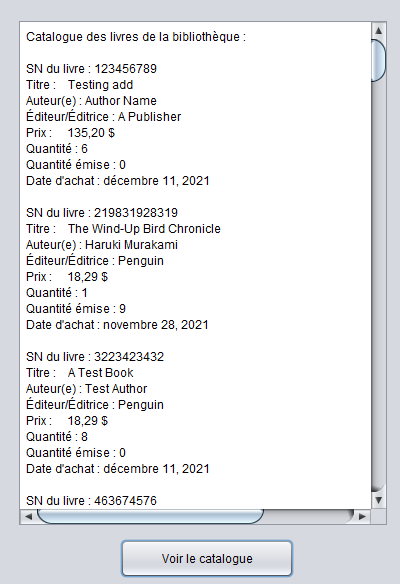 Catalogue des livres de la bibliothèque :
SN du livre : 123456789
Titre : Testing add
Auteur(e) : Author Name
Éditeur/Éditrice : A Publisher
Prix : 135,20 $
Quantité : 6
Quantité émise : 0
Date d'achat : décembre 11, 2021
SN du livre : 219831928319
Titre : The Wind-Up Bird Chronicle
Auteur(e) : Haruki Murakami
Éditeur/Éditrice : Penguin
Prix : 18,29 $
Quantité : 1
Quantité émise : 9
Date d'achat : novembre 28, 2021
SN du livre : 3223423432
Titre : A Test Book
Auteur(e) : Test Author
Éditeur/Éditrice : Penguin
Prix : 18,29 $
Quantité : 8
Quantité émise : 0
Date d'achat : décembre 11, 2021
SN du livre : 463674576
Voir le catalogue